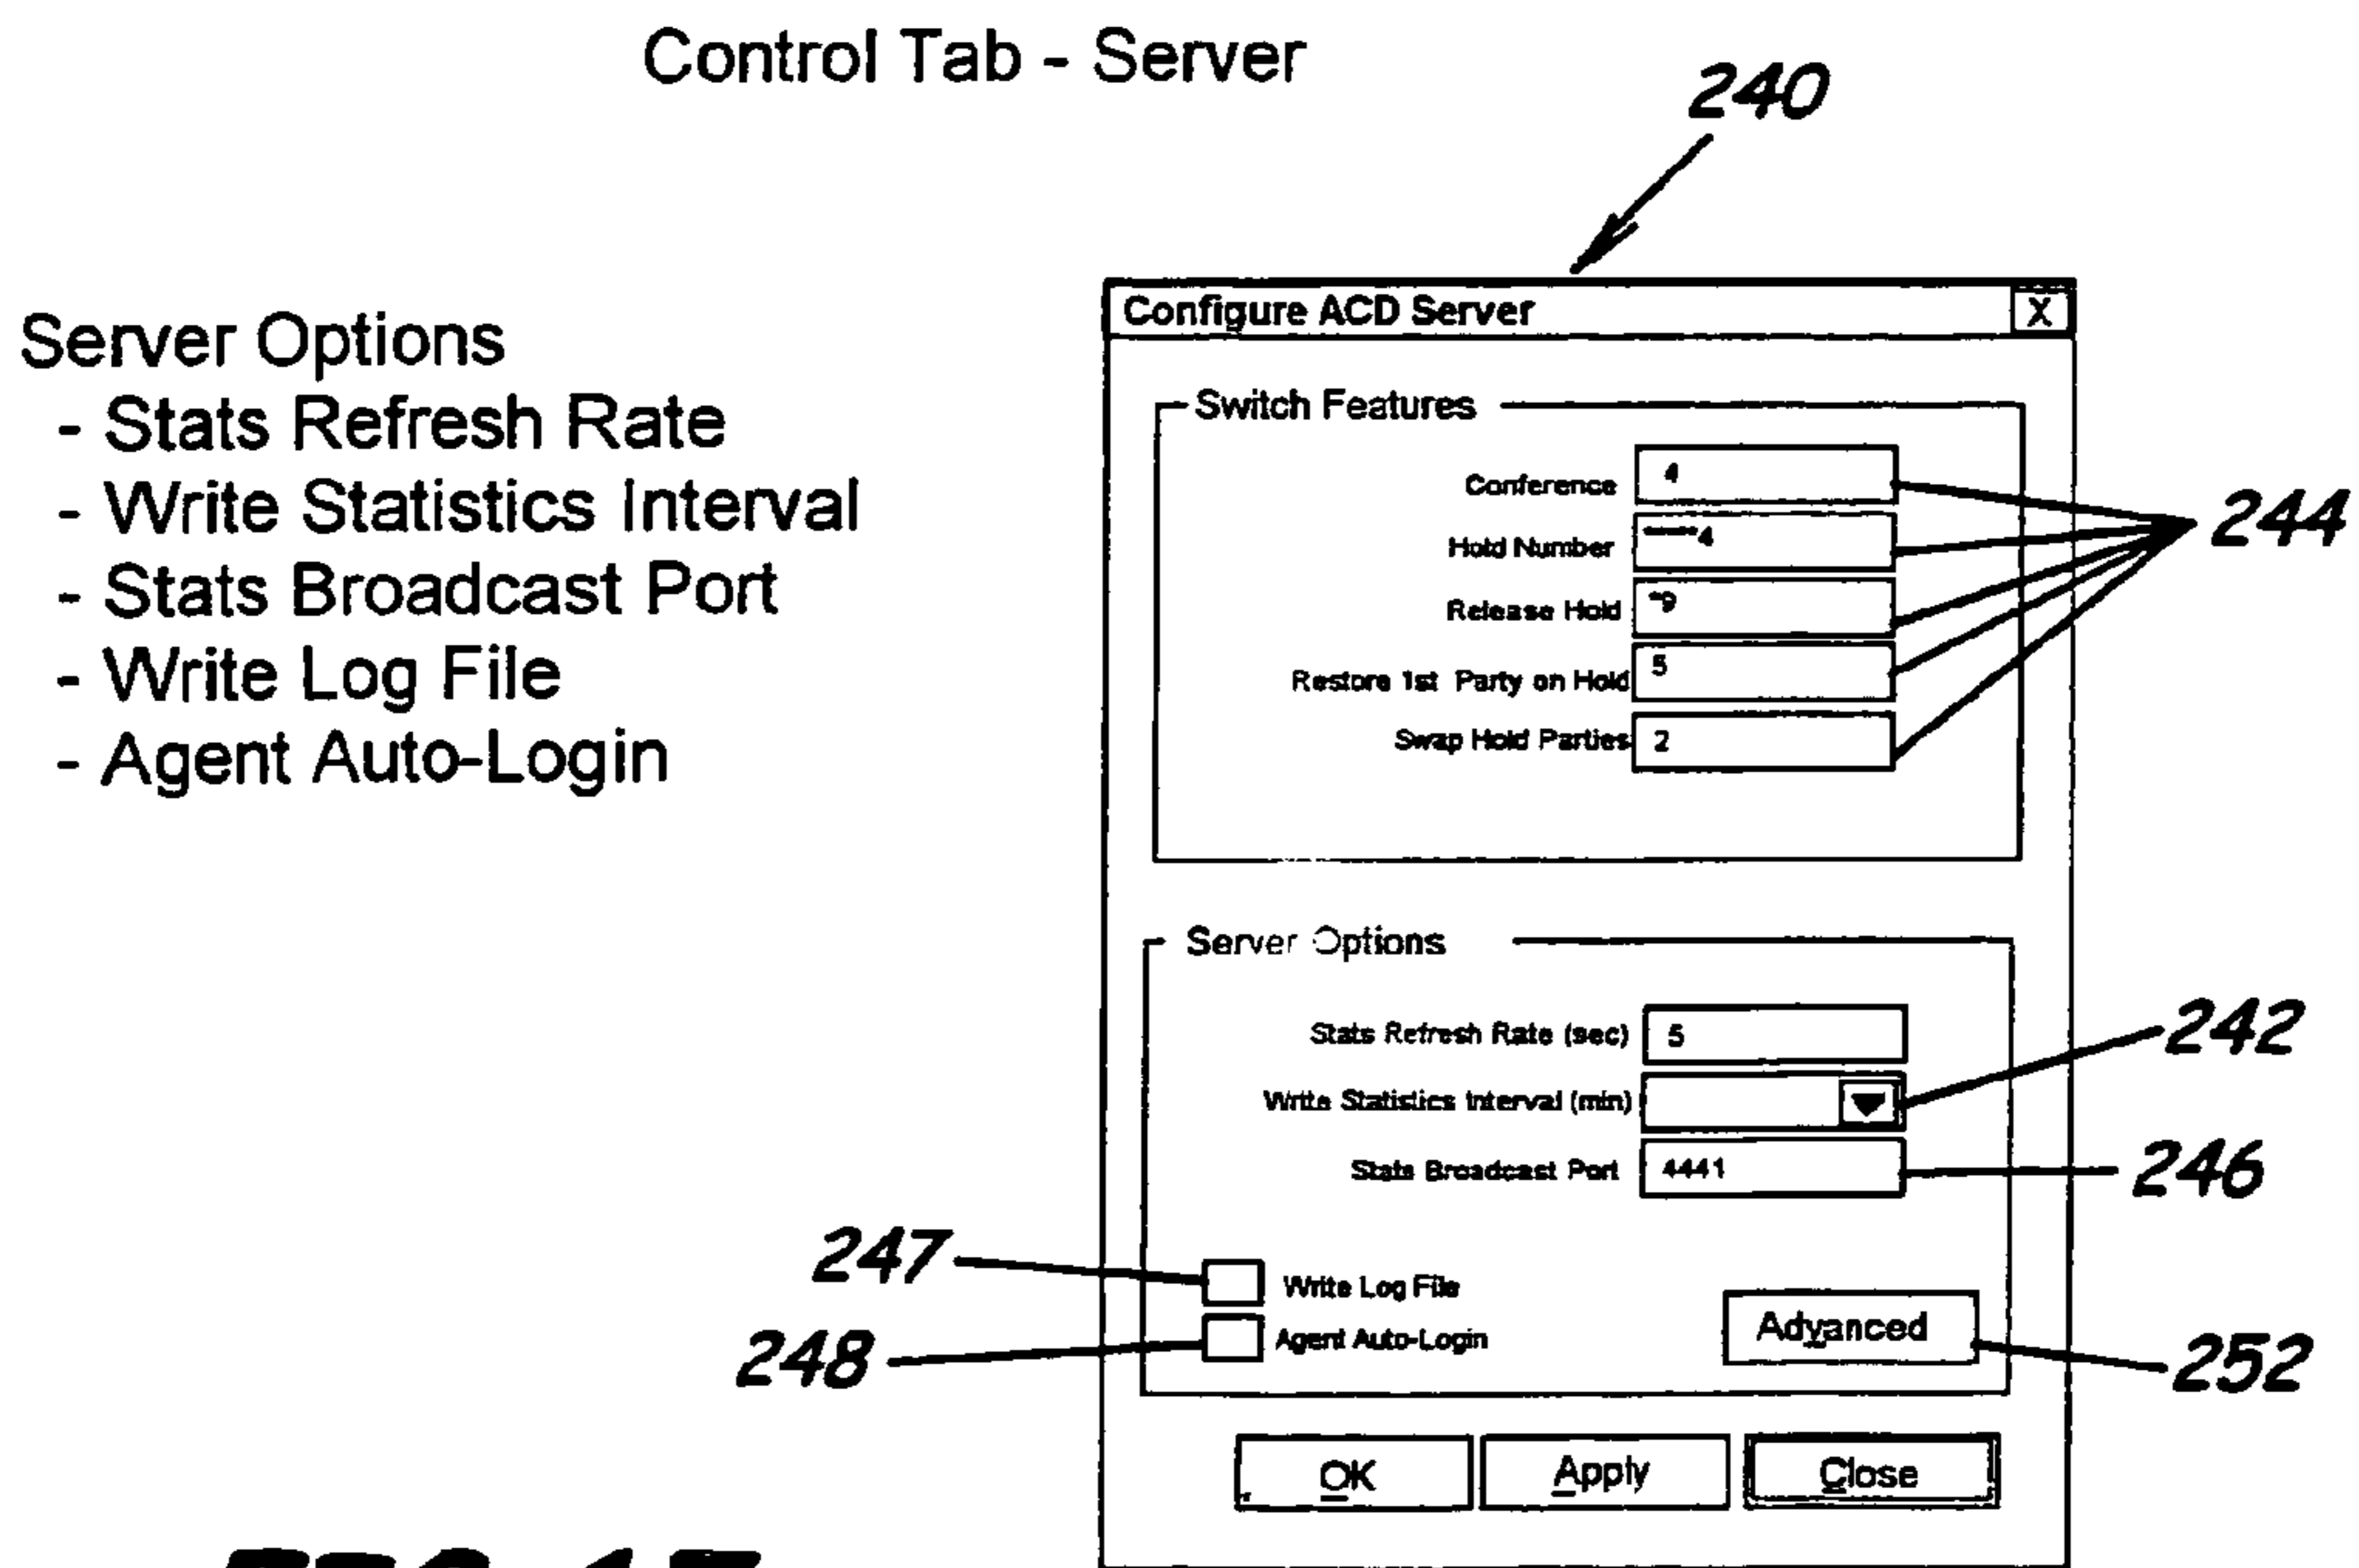 Control Tab - Server
240
Server Options
- Stats Refresh Rate
- Write Statistics Interval
- Stats Broadcast Port
- Write Log File
- Agent Auto-Login
Configure ACD Server X
Switch Features
Conference 4
Hold Number 4
Release Hold 9
Restore 1st Party on Hold 5
Swap Hold Parties 2
244
Server Options
Stats Refresh Rate (sec) 5
Write Statistics Interval (min)
242
Stats Broadcast Port 4441
246
247
Write Log File
248
Agent Auto-Login
Advanced
252
OK Apply Close